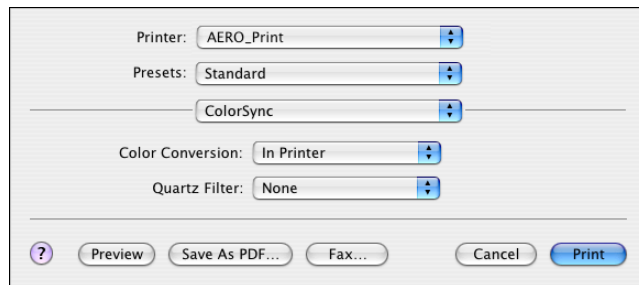 Printer: AERO_Print
Presets: Standard
ColorSync
Color Conversion: In Printer
Quartz Filter: None
? Preview Save As PDF... Fax... Cancel Print